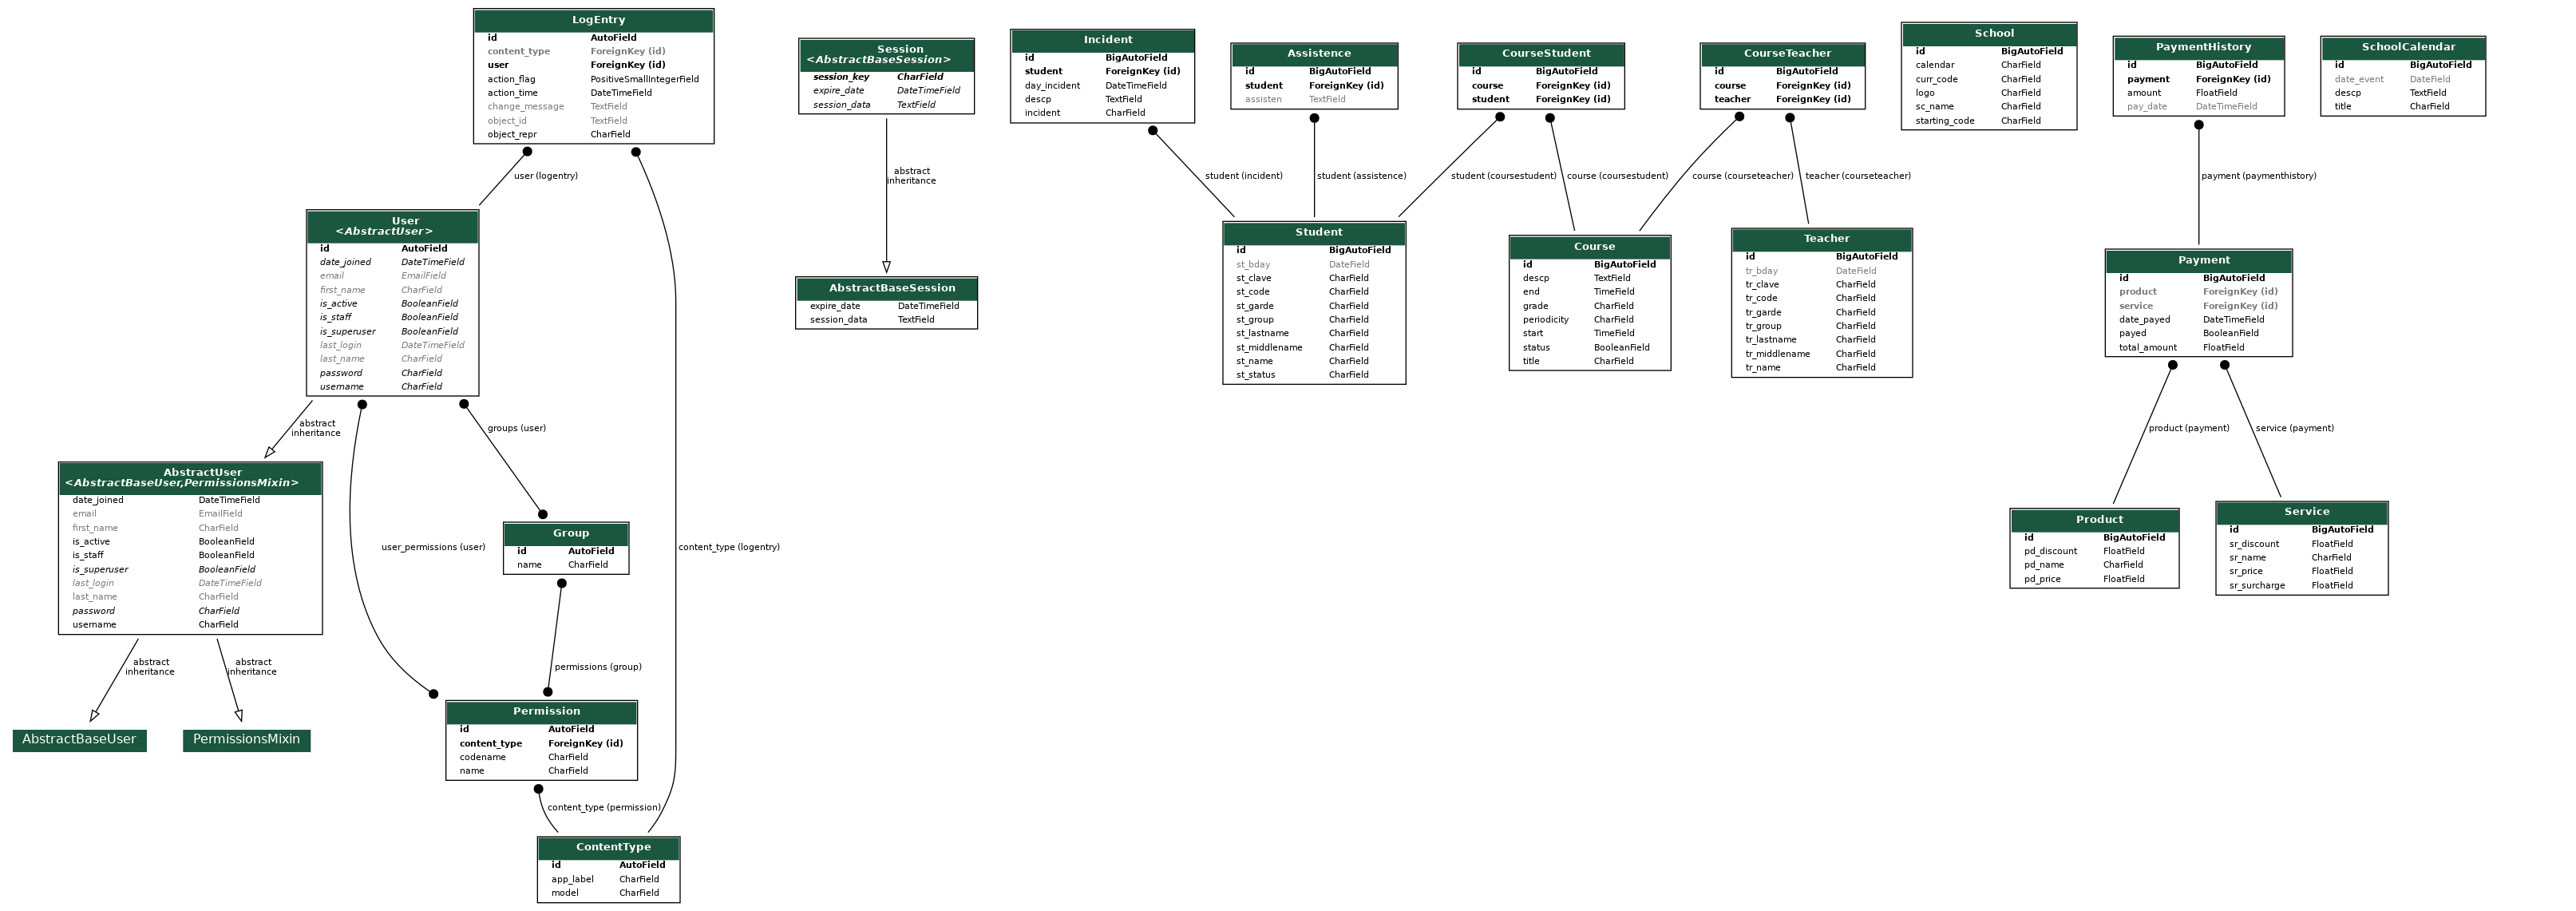 LogEntry
id AutoField
content_type ForeignKey (id)
user ForeignKey (id)
action_flag PositiveSmallIntegerField
action_time DateTimeField
change_message TextField
object_id TextField
object_repr CharField
Session
<AbstractBaseSession>
session_key CharField
expire_date DateTimeField
session_data TextField
Incident
id BigAutoField
student ForeignKey (id)
day_incident DateTimeField
descp TextField
incident CharField
Assistence
id BigAutoField
student ForeignKey (id)
assisten TextField
CourseStudent
id BigAutoField
course ForeignKey (id)
student ForeignKey (id)
CourseTeacher
id BigAutoField
course ForeignKey (id)
teacher ForeignKey (id)
School
id BigAutoField
calendar CharField
curr_code CharField
logo CharField
sc_name CharField
starting_code CharField
PaymentHistory
id BigAutoField
payment ForeignKey (id)
amount FloatField
pay_date DateTimeField
SchoolCalendar
id BigAutoField
date_event DateField
descp TextField
title CharField
user (logentry)
abstract
inheritance
student (incident)
student (assistence)
student (coursestudent)
course (coursestudent)
course (courseteacher)
teacher (courseteacher)
payment (paymenthistory)
User
<AbstractUser>
id AutoField
date_joined DateTimeField
email EmailField
first_name CharField
is_active BooleanField
is_staff BooleanField
is_superuser BooleanField
last_login DateTimeField
last_name CharField
password CharField
username CharField
AbstractBaseSession
expire_date DateTimeField
session_data TextField
Student
id BigAutoField
st_bday DateField
st_clave CharField
st_code CharField
st_garde CharField
st_group CharField
st_lastname CharField
st_middlename CharField
st_name CharField
st_status CharField
Course
id BigAutoField
descp TextField
end TimeField
grade CharField
periodicity CharField
start TimeField
status BooleanField
title CharField
Teacher
id BigAutoField
tr_bday DateField
tr_clave CharField
tr_code CharField
tr_garde CharField
tr_group CharField
tr_lastname CharField
tr_middlename CharField
tr_name CharField
Payment
id BigAutoField
product ForeignKey (id)
service ForeignKey (id)
date_payed DateTimeField
payed BooleanField
total_amount FloatField
abstract
inheritance
groups (user)
product (payment)
service (payment)
AbstractUser
<AbstractBaseUser,PermissionsMixin>
date_joined DateTimeField
email EmailField
first_name CharField
is_active BooleanField
is_staff BooleanField
is_superuser BooleanField
last_login DateTimeField
last_name CharField
password CharField
username CharField
user_permissions (user)
Group
id AutoField
name CharField
content_type (logentry)
Product
id BigAutoField
pd_discount FloatField
pd_name CharField
pd_price FloatField
Service
id BigAutoField
sr_discount FloatField
sr_name CharField
sr_price FloatField
sr_surcharge FloatField
abstract
inheritance
abstract
inheritance
permissions (group)
AbstractBaseUser
PermissionsMixin
Permission
id AutoField
content_type ForeignKey (id)
codename CharField
name CharField
content_type (permission)
ContentType
id AutoField
app_label CharField
model CharField